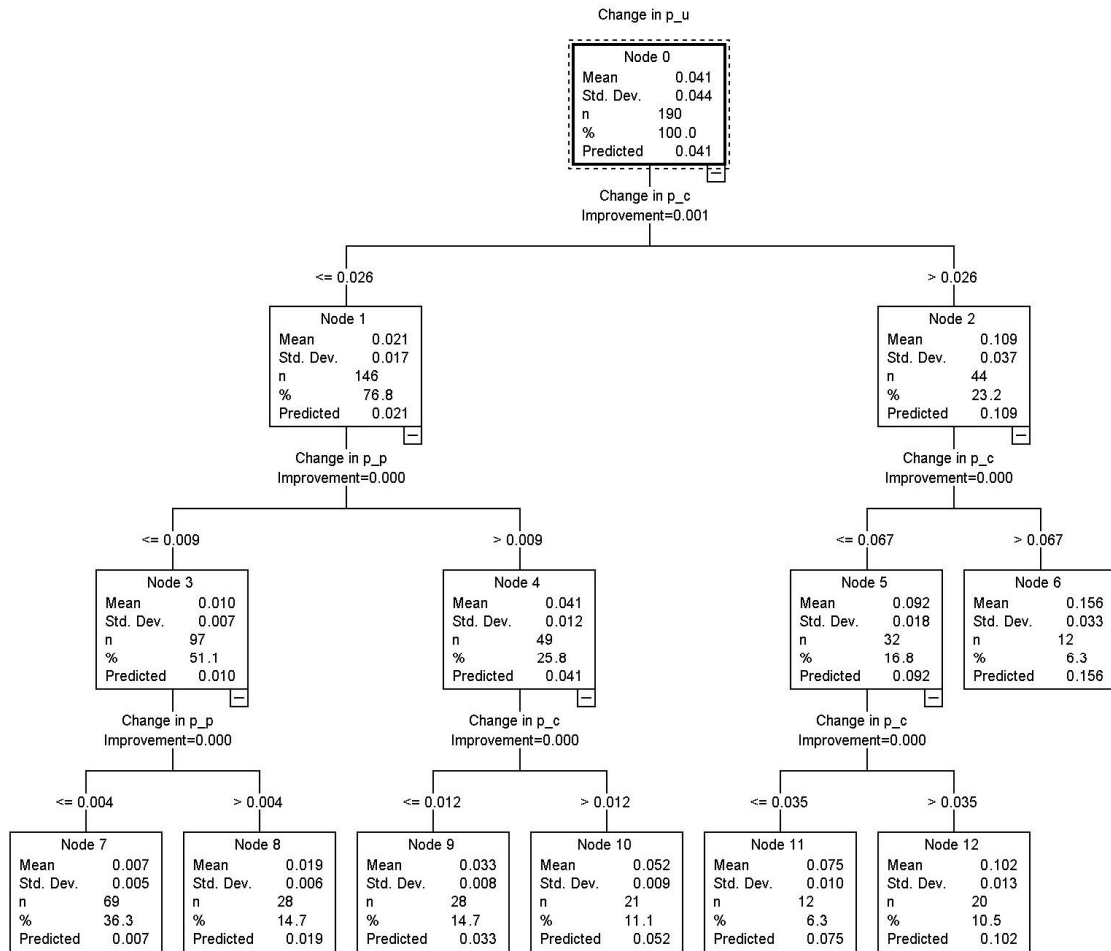 Change in p_u
Node 0
Mean 0.041
Std. Dev. 0.044
n 190
% 100.0
Predicted 0.041
Change in p_c
Improvement=0.001
<= 0.026
> 0.026
Node 1
Mean 0.021
Std. Dev. 0.017
n 146
% 76.8
Predicted 0.021
Node 2
Mean 0.109
Std. Dev. 0.037
n 44
% 23.2
Predicted 0.109
Change in p_p
Improvement=0.000
Change in p_c
Improvement=0.000
<= 0.009
> 0.009
<= 0.067
> 0.067
Node 3
Mean 0.010
Std. Dev. 0.007
n 97
% 51.1
Predicted 0.010
Node 4
Mean 0.041
Std. Dev. 0.012
n 49
% 25.8
Predicted 0.041
Node 5
Mean 0.092
Std. Dev. 0.018
n 32
% 16.8
Predicted 0.092
Node 6
Mean 0.156
Std. Dev. 0.033
n 12
% 6.3
Predicted 0.156
Change in p_p
Improvement=0.000
Change in p_c
Improvement=0.000
Change in p_c
Improvement=0.000
<= 0.004
> 0.004
<= 0.012
> 0.012
<= 0.035
> 0.035
Node 7
Mean 0.007
Std. Dev. 0.005
n 69
% 36.3
Predicted 0.007
Node 8
Mean 0.019
Std. Dev. 0.006
n 28
% 14.7
Predicted 0.019
Node 9
Mean 0.033
Std. Dev. 0.008
n 28
% 14.7
Predicted 0.033
Node 10
Mean 0.052
Std. Dev. 0.009
n 21
% 11.1
Predicted 0.052
Node 11
Mean 0.075
Std. Dev. 0.010
n 12
% 6.3
Predicted 0.075
Node 12
Mean 0.102
Std. Dev. 0.013
n 20
% 10.5
Predicted 0.102